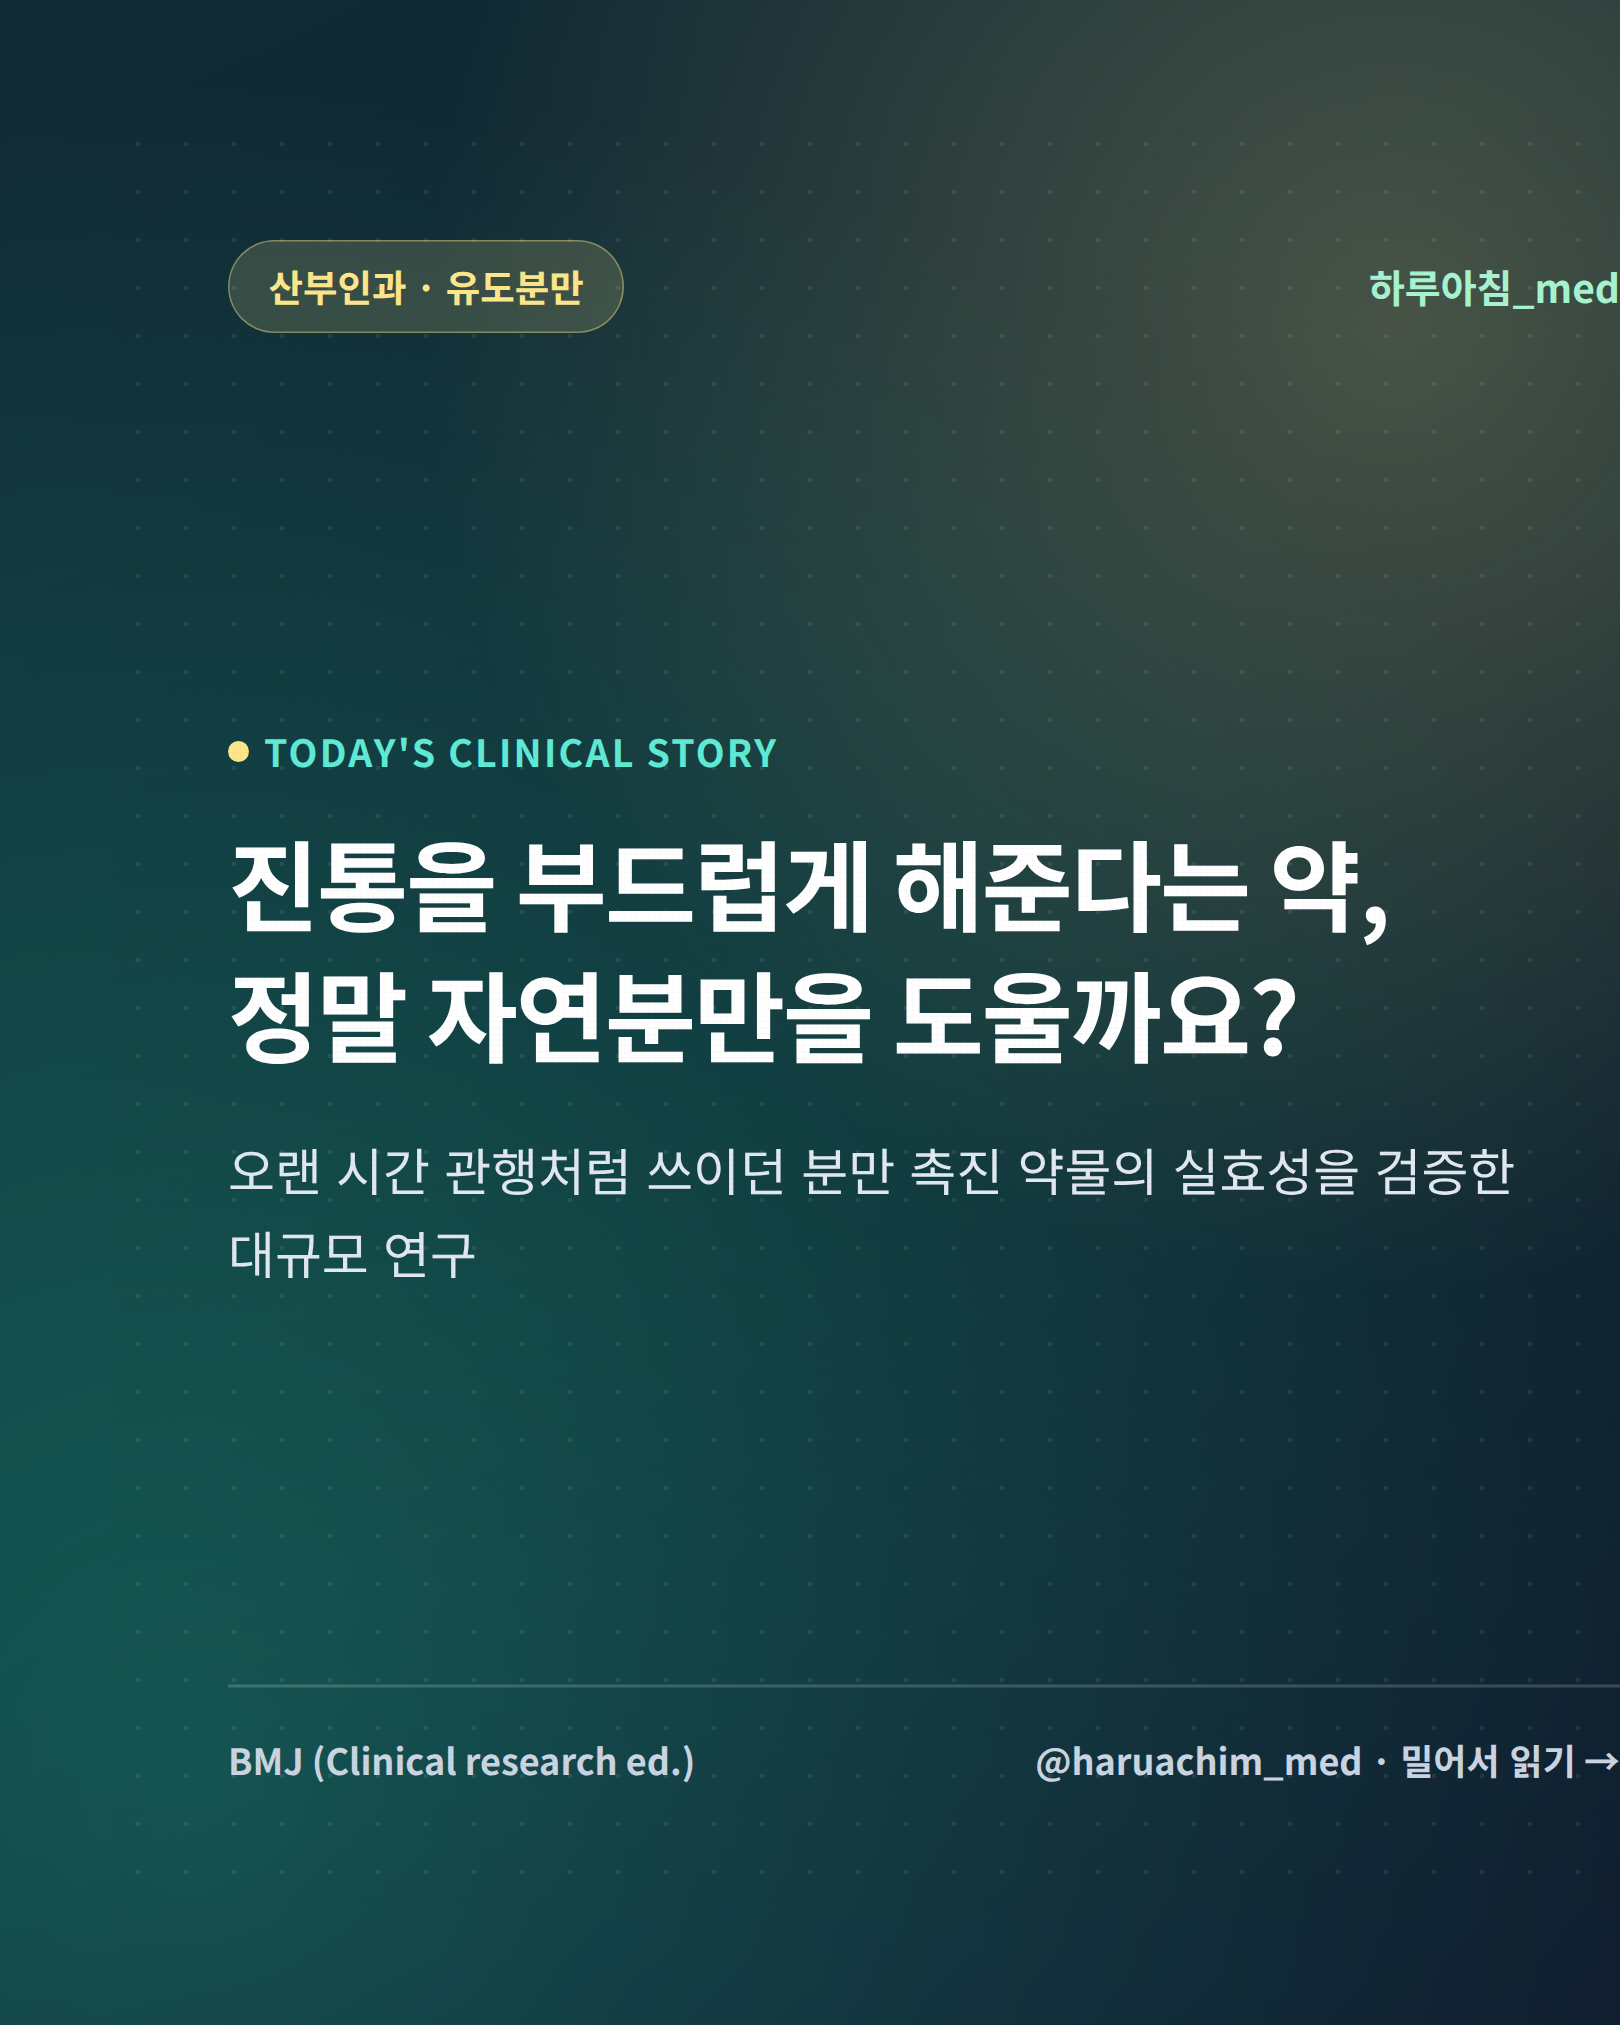 산부인과 · 유도분만
하루아침_med
TODAY'S CLINICAL STORY
진통을 부드럽게 해준다는 약,
정말 자연분만을 도울까요?
오랜 시간 관행처럼 쓰이던 분만 촉진 약물의 실효성을 검증한
대규모 연구
BMJ (Clinical research ed.)
@haruachim_med · 밀어서 읽기 →